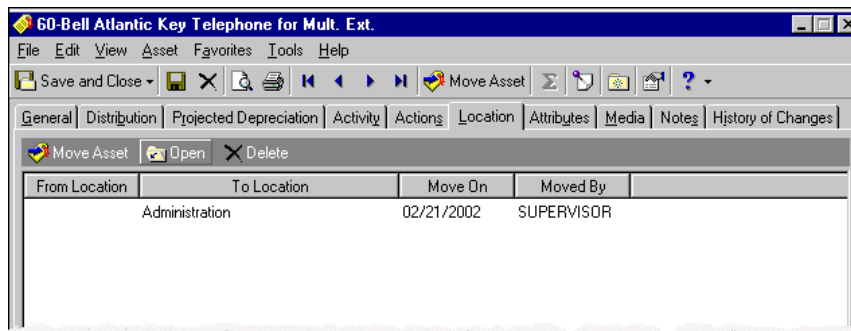 60-Bell Atlantic Key Telephone for Mult. Ext.
File Edit View Asset Favorites Tools Help
Save and Close Move Asset Σ ?
General Distribution Projected Depreciation Activity Actions Location Attributes Media Notes History of Changes
Move Asset Open Delete
From Location To Location Move On Moved By
Administration 02/21/2002 SUPERVISOR